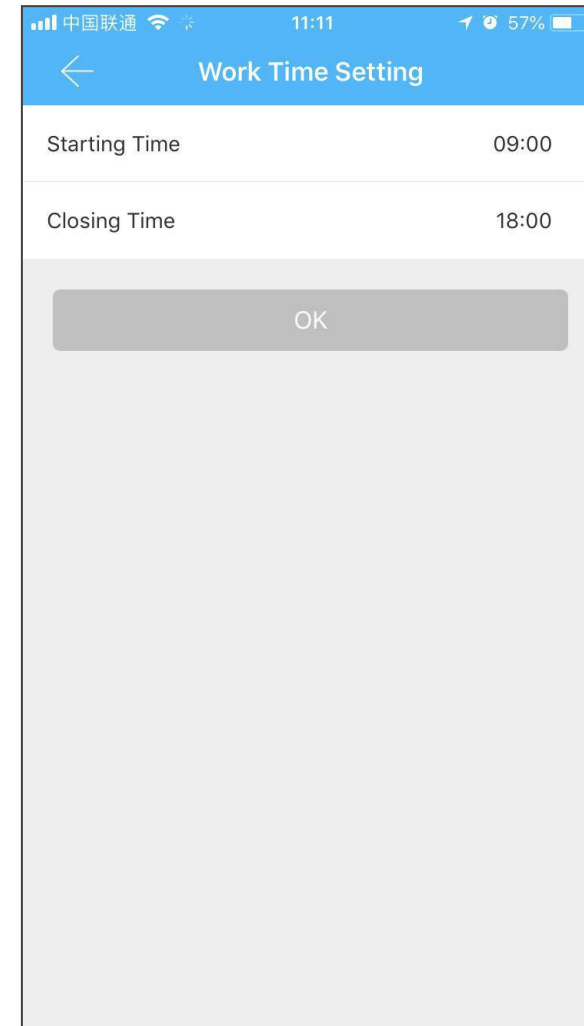 中国联通 11:11 57%
Work Time Setting
Starting Time 09:00
Closing Time 18:00
OK